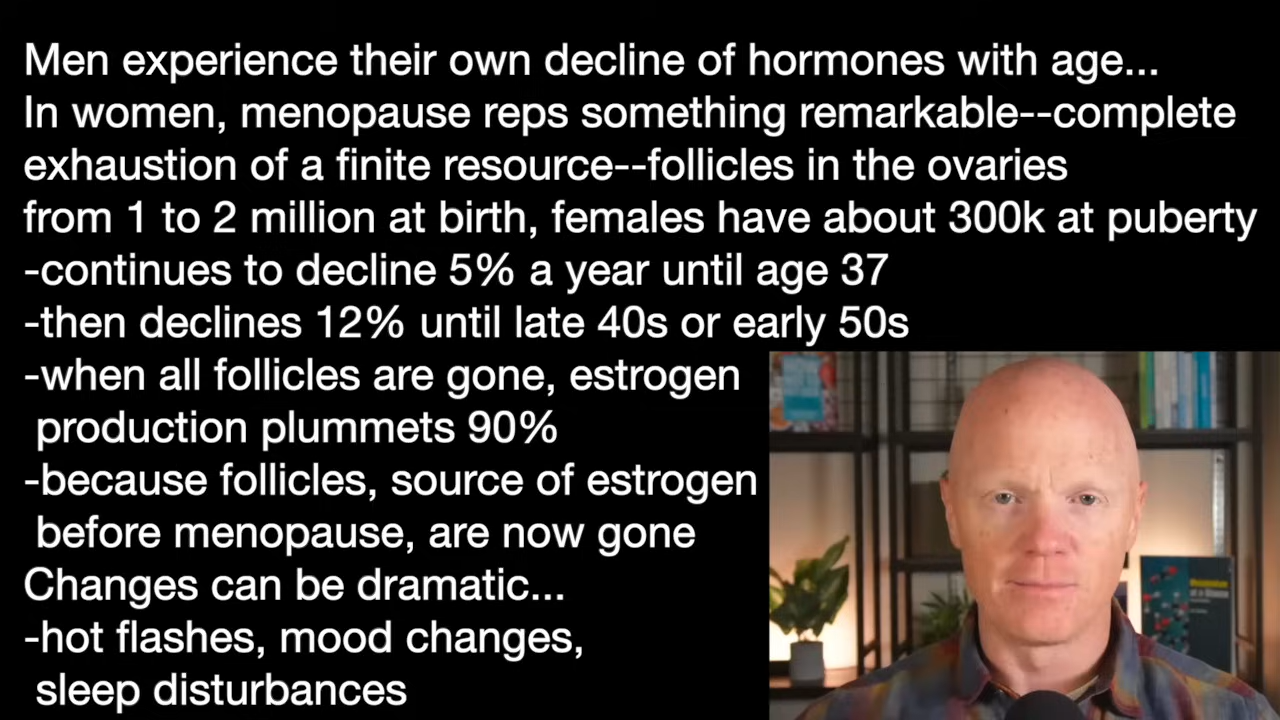 Men experience their own decline of hormones with age...
In women, menopause reps something remarkable--complete
exhaustion of a finite resource--follicles in the ovaries
from 1 to 2 million at birth, females have about 300k at puberty
-continues to decline 5% a year until age 37
-then declines 12% until late 40s or early 50s
-when all follicles are gone, estrogen
production plummets 90%
-because follicles, source of estrogen
before menopause, are now gone
Changes can be dramatic...
-hot flashes, mood changes,
sleep disturbances